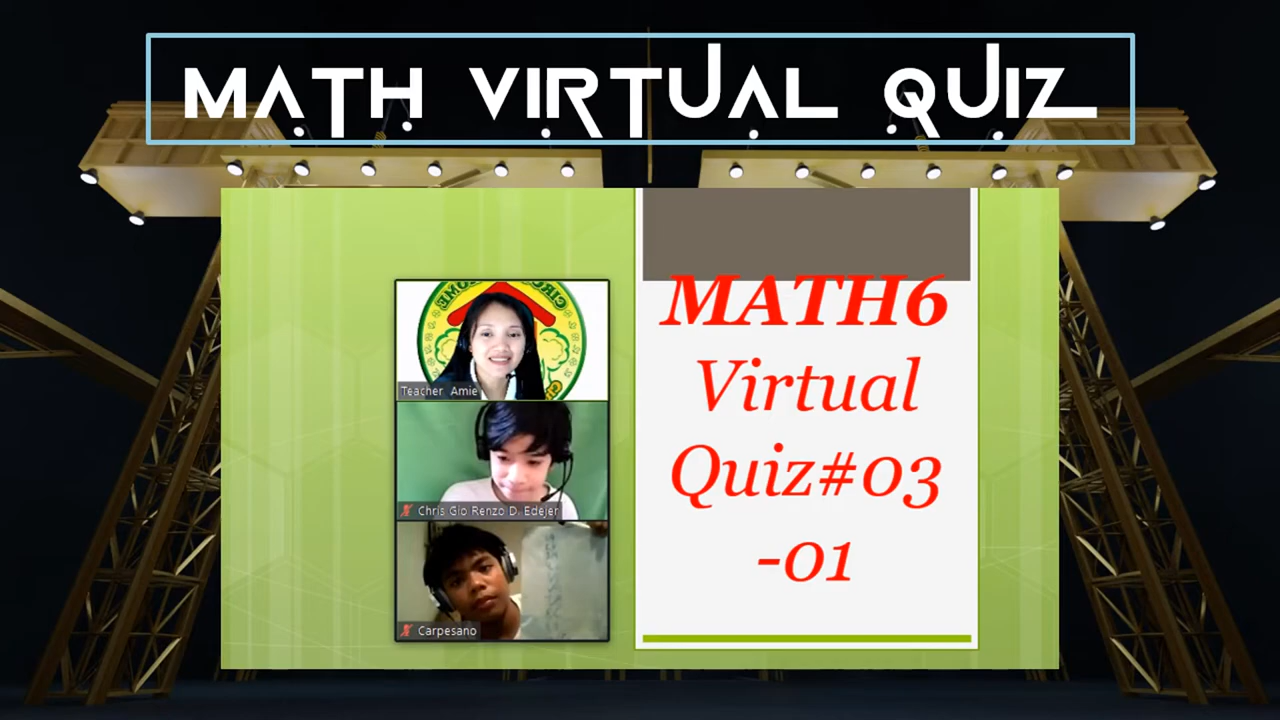 MATH VIRTUAL QUIZ
Teacher Amie
Chris Gio Renzo D. Edejer
Carpesano
MATH6
Virtual
Quiz#03
-01